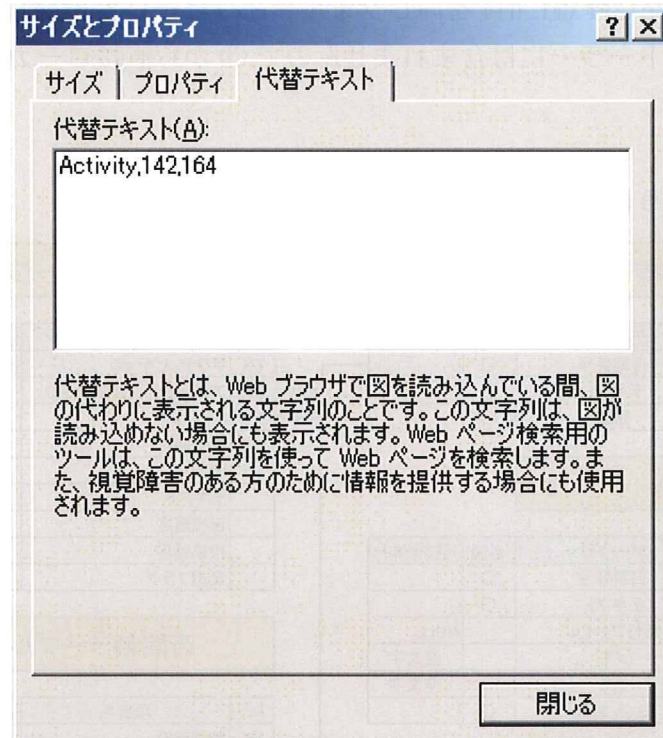 サイズとプロパティ
? ×
サイズ プロパティ 代替テキスト
代替テキスト(A):
Activity,142,164
代替テキストとは、Web ブラウザで図を読み込んでいる間、図
の代わりに表示される文字列のことです。この文字列は、図が
読み込めない場合にも表示されます。Web ページ検索用の
ツールは、この文字列を使って Web ページを検索します。ま
た、視覚障害のある方のために情報を提供する場合にも使用
されます。
閉じる